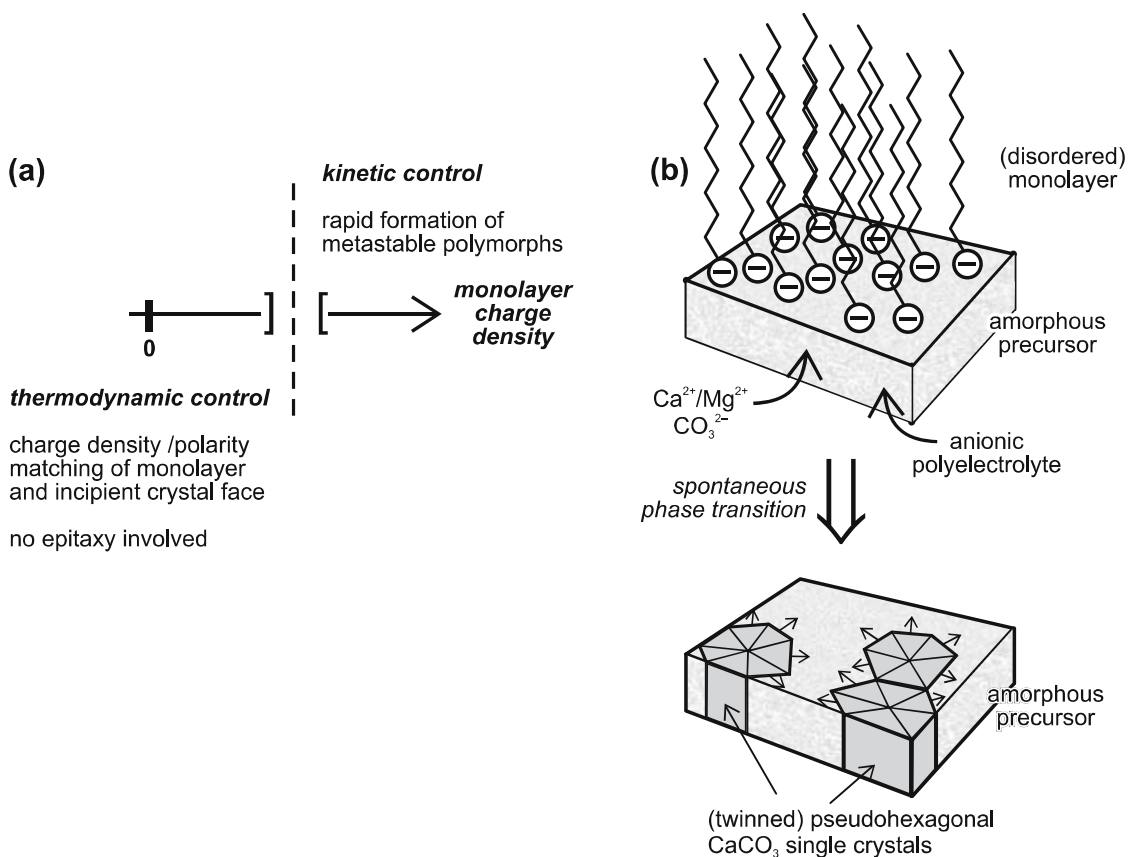 (a)
kinetic control
rapid formation of
metastable polymorphs
monolayer
charge
density
0
thermodynamic control
charge density /polarity
matching of monolayer
and incipient crystal face
no epitaxy involved
(b)
(disordered)
monolayer
amorphous
precursor
Ca²⁺/Mg²⁺
CO₃²⁻
anionic
polyelectrolyte
spontaneous
phase transition
amorphous
precursor
(twinned) pseudohexagonal
CaCO₃ single crystals